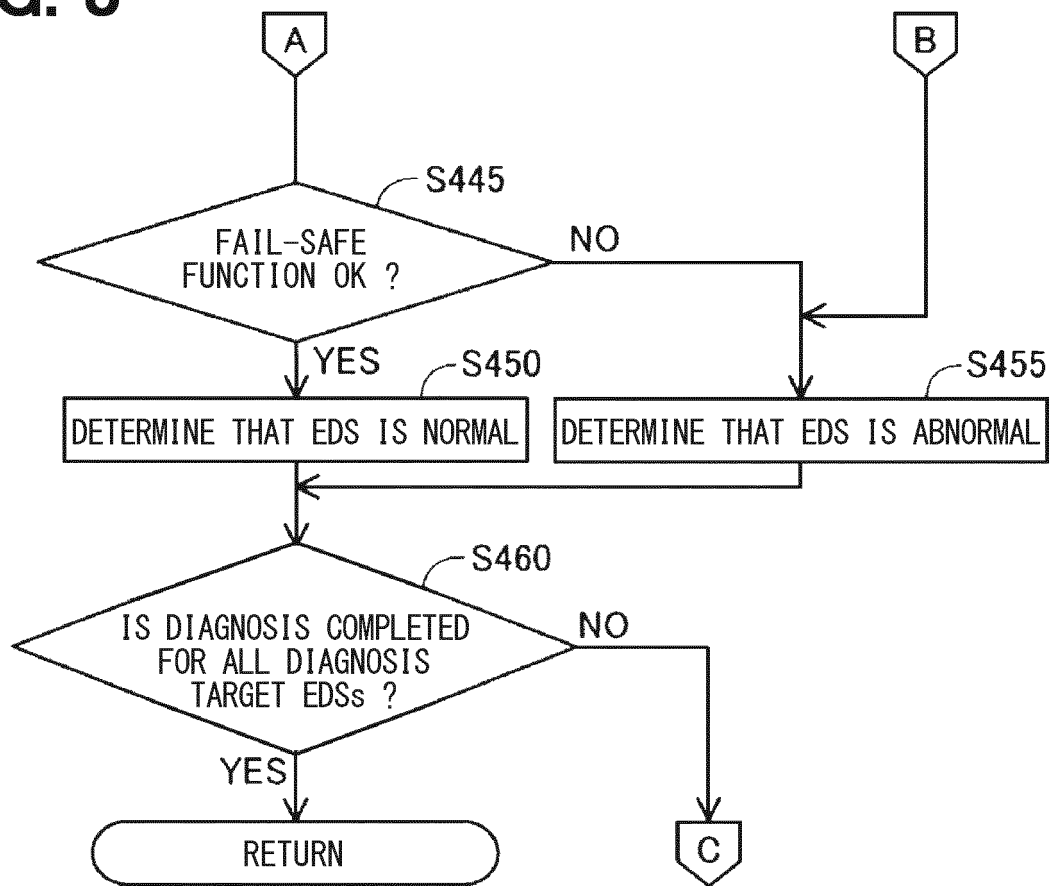 A
B
S445
FAIL-SAFE
FUNCTION OK ?
NO
YES
S450
S455
DETERMINE THAT EDS IS NORMAL
DETERMINE THAT EDS IS ABNORMAL
S460
IS DIAGNOSIS COMPLETED
FOR ALL DIAGNOSIS
TARGET EDSs ?
NO
YES
RETURN
C